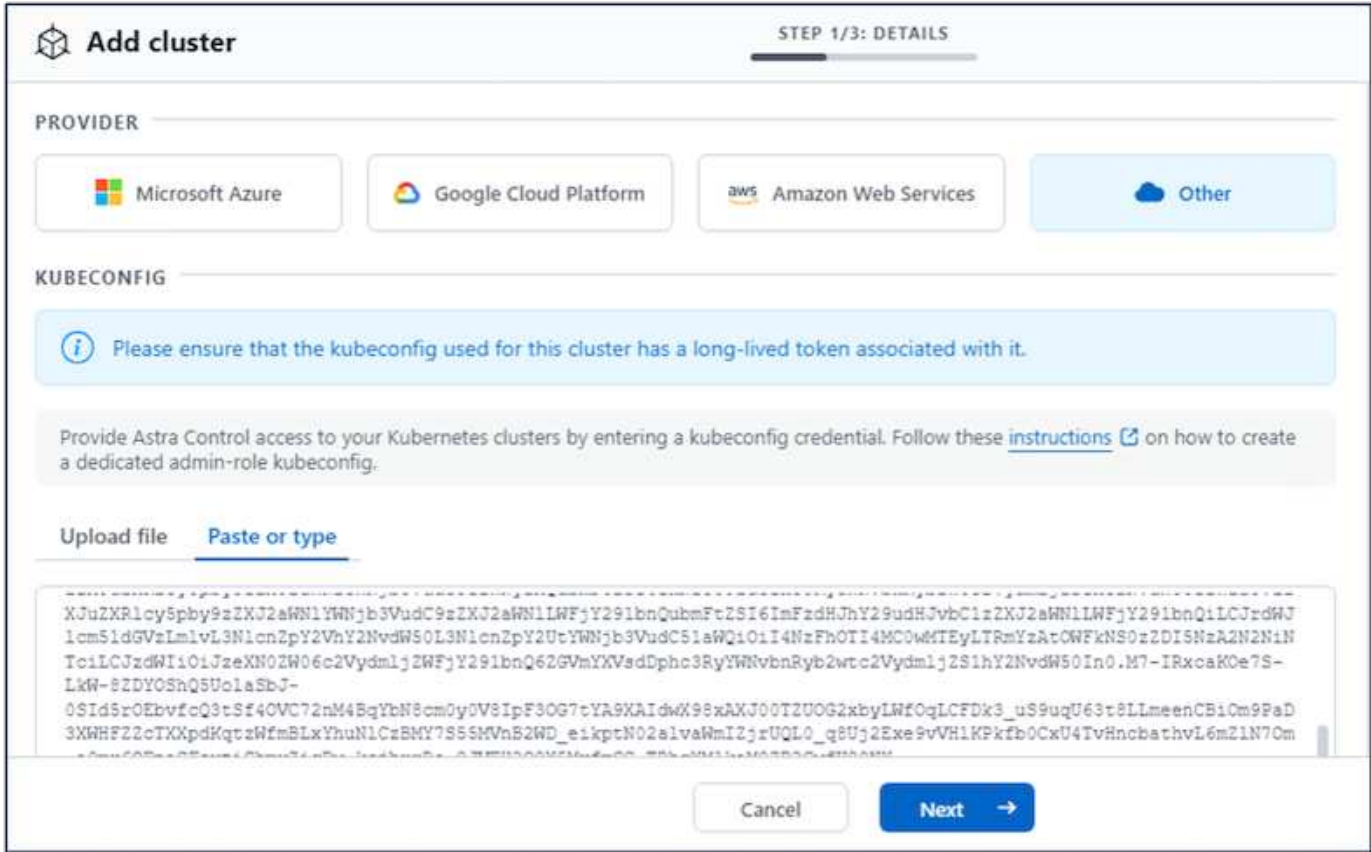 Add cluster
STEP 1/3: DETAILS
PROVIDER
Microsoft Azure
Google Cloud Platform
aws Amazon Web Services
Other
KUBECONFIG
Please ensure that the kubeconfig used for this cluster has a long-lived token associated with it.
Provide Astra Control access to your Kubernetes clusters by entering a kubeconfig credential. Follow these instructions on how to create
a dedicated admin-role kubeconfig.
Upload file
Paste or type
XJuZXRlcy5pby9zZXJ2aWNlYWNjb3VudC9zZXJ2aWNlLWFjY291bnQubmFtZSI6ImFzdHJhY29udHJvbC1zZXJ2aWNlLWFjY291bnQiLCJrdWJ
lcm5ldGVzLmlvL3NlcnZpY2VhY2NvdW50L3NlcnZpY2UtYWNjb3VudC51aWQiOiI4NzFhOTI4MC0wMTEyLTRmYzAtOWFkNS0zZDI5NzA2N2NiN
TciLCJzdWIiOiJzeXN0ZW06c2VydmljZWFjY291bnQ6ZGVmYXVsdDphc3RyYWNvbnRyb2wtc2VydmljZS1hY2NvdW50In0.M7-IRxcaKOe7S-
LkW-8ZDYOShQ5UolaSbJ-
Cancel
Next